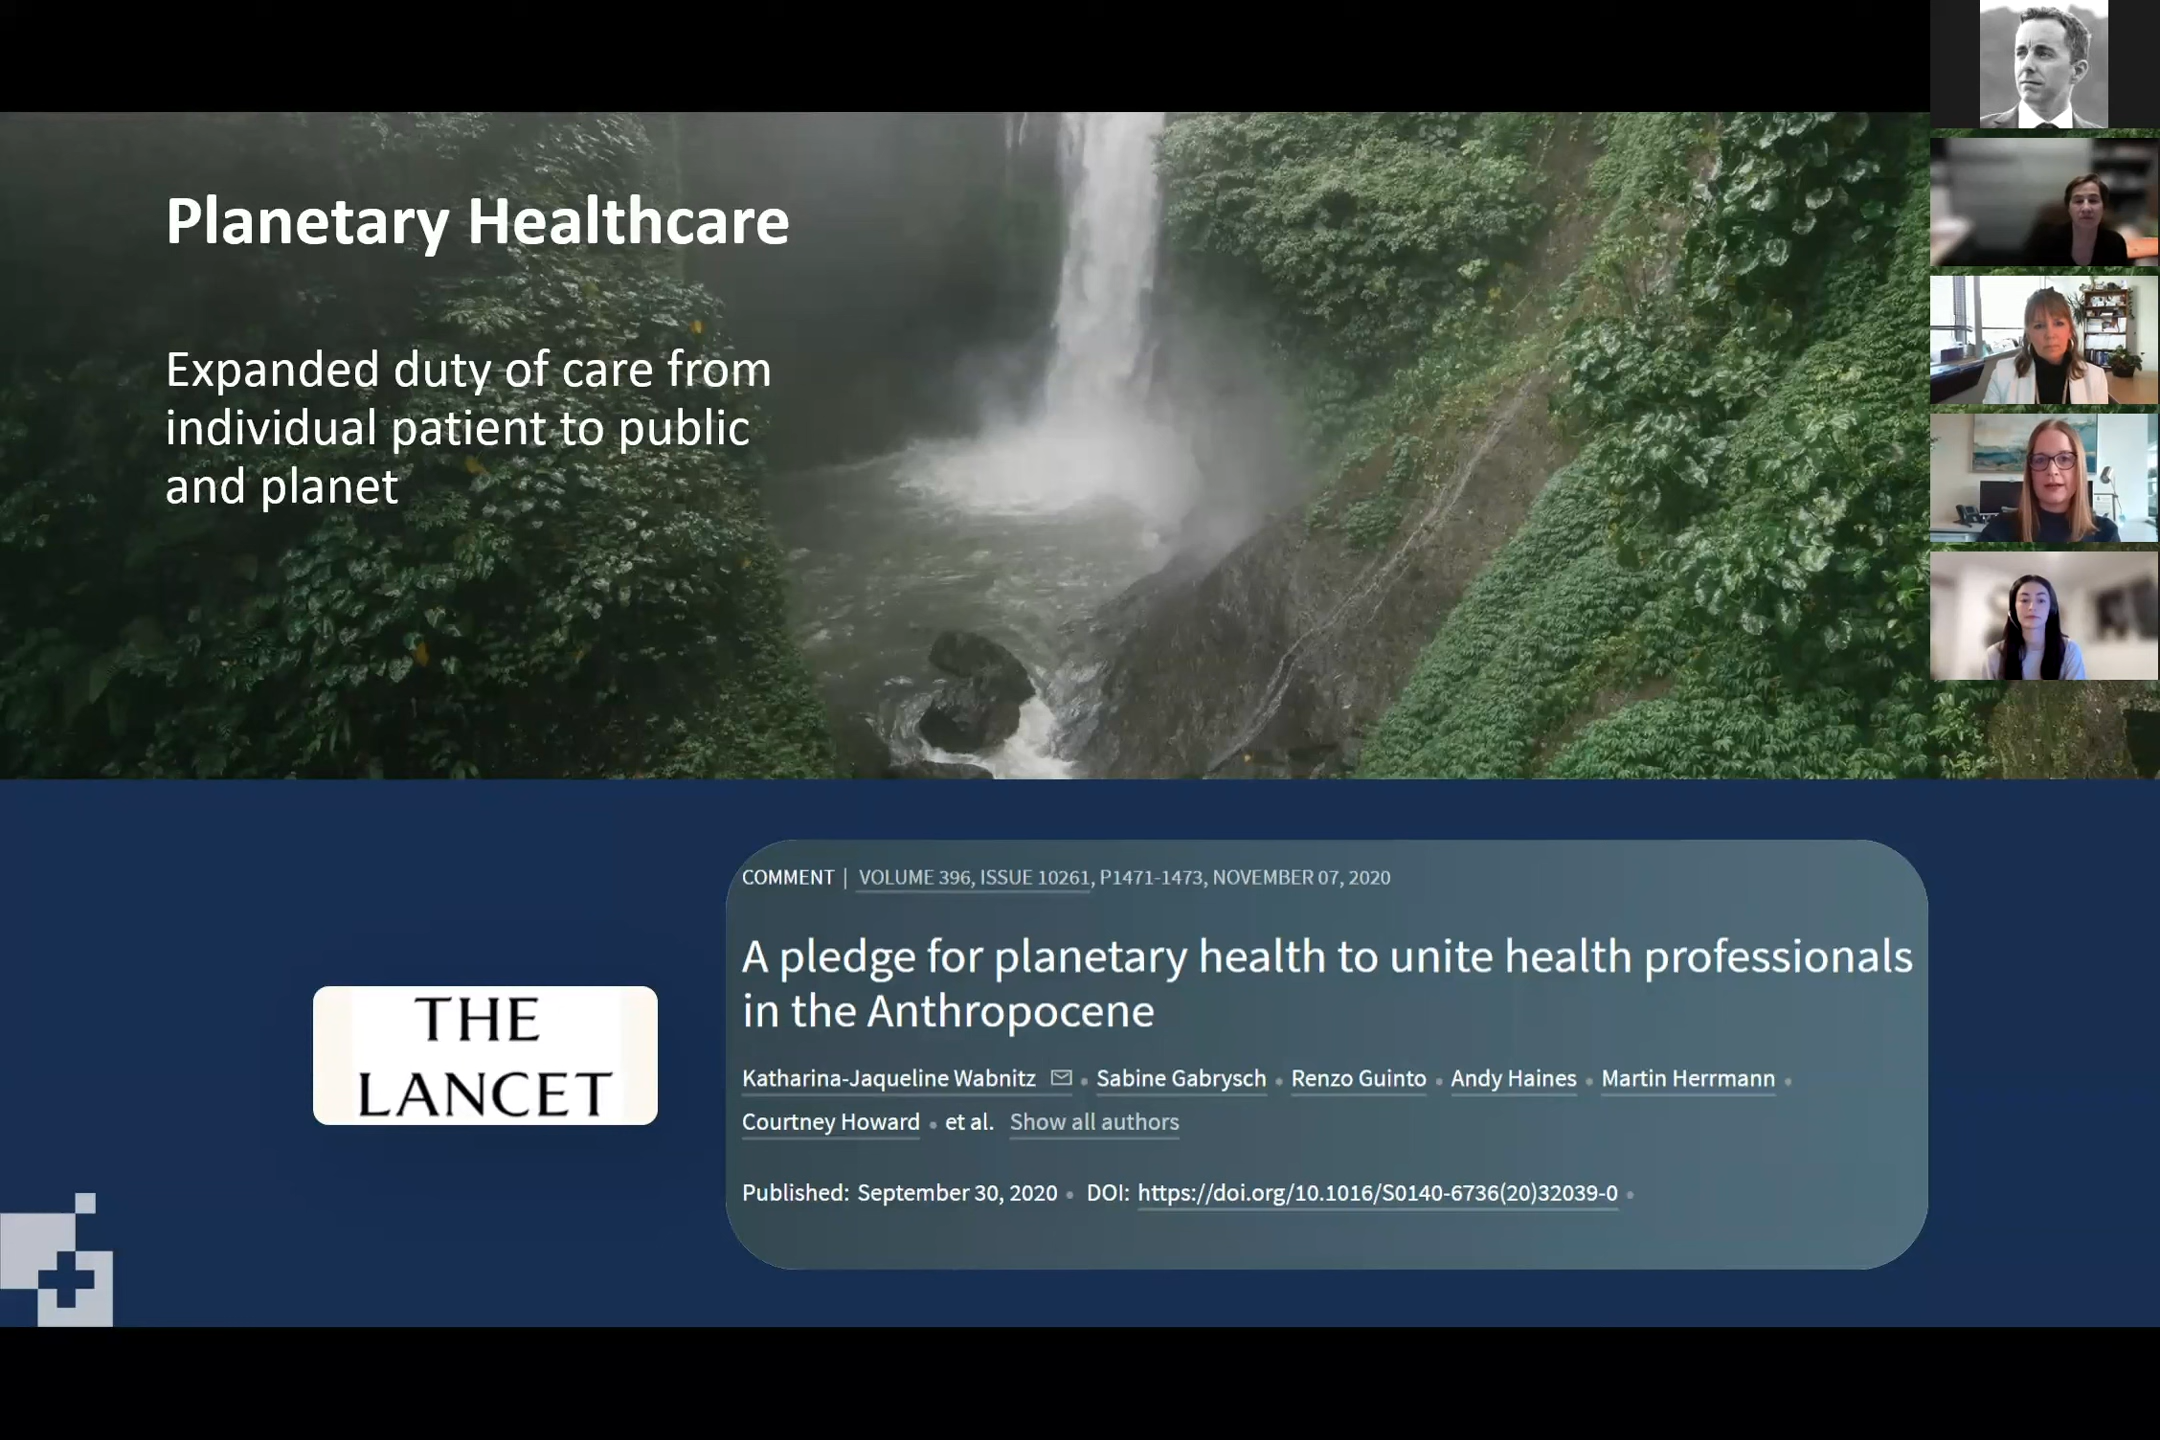 Planetary Healthcare
Expanded duty of care from
individual patient to public
and planet
THE
LANCET
COMMENT | VOLUME 396, ISSUE 10261, P1471-1473, NOVEMBER 07, 2020
A pledge for planetary health to unite health professionals
in the Anthropocene
Katharina-Jaqueline Wabnitz • Sabine Gabrysch • Renzo Guinto • Andy Haines • Martin Herrmann •
Courtney Howard • et al. Show all authors
Published: September 30, 2020 • DOI: https://doi.org/10.1016/S0140-6736(20)32039-0 •